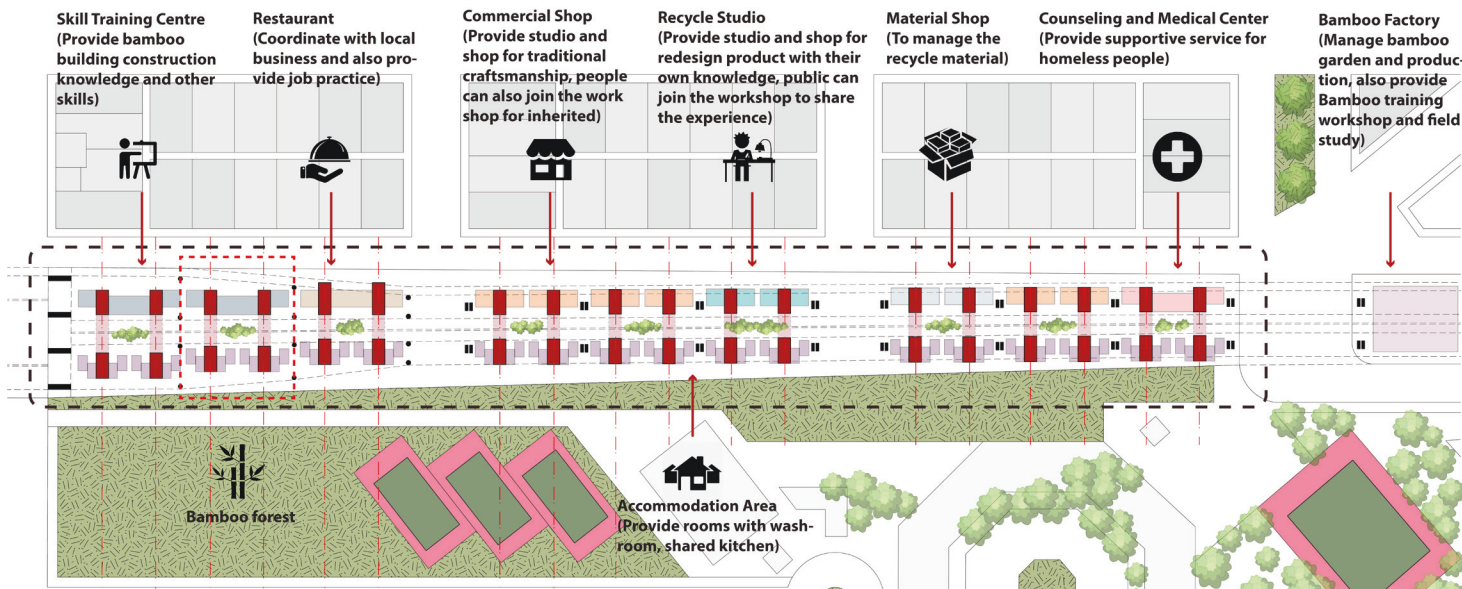 Skill Training Centre
(Provide bamboo
building construction
knowledge and other
skills)
Restaurant
(Coordinate with local
business and also pro-
vide job practice)
Commercial Shop
(Provide studio and
shop for traditional
craftsmanship, people
can also join the work
shop for inherited)
Recycle Studio
(Provide studio and shop for
redesign product with their
own knowledge, public can
join the workshop to share
the experience)
Material Shop
(To manage the
recycle material)
Counseling and Medical Center
(Provide supportive service for
homeless people)
Bamboo Factory
(Manage bamboo
garden and produc-
tion, also provide
Bamboo training
workshop and field
study)
Bamboo forest
Accommodation Area
(Provide rooms with wash-
room, shared kitchen)